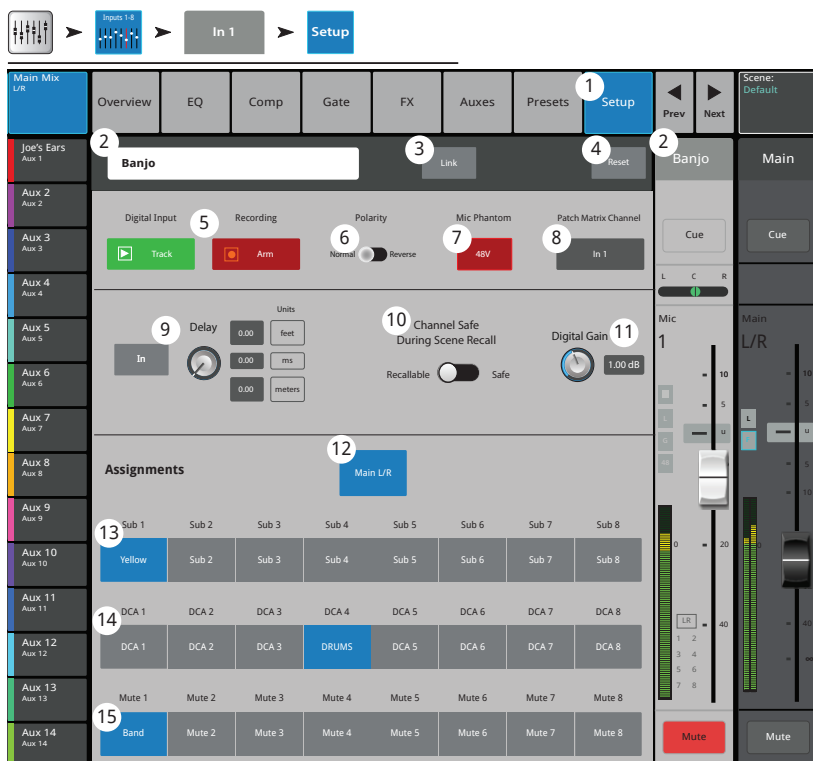 Inputs 1-8
In 1
Setup
Main Mix
L/R
Overview
EQ
Comp
Gate
FX
Auxes
Presets
1
Setup
Prev
Next
Scene:
Default
Joe's Ears
Aux 1
Aux 2
Aux 2
Aux 3
Aux 3
Aux 4
Aux 4
Aux 5
Aux 5
Aux 6
Aux 6
Aux 7
Aux 7
Aux 8
Aux 8
Aux 9
Aux 9
Aux 10
Aux 10
Aux 11
Aux 11
Aux 12
Aux 12
Aux 13
Aux 13
Aux 14
Aux 14
2
Banjo
3
Link
4
Reset
Digital Input
5
Recording
Polarity
Mic Phantom
Patch Matrix Channel
Track
Arm
6
Normal
Reverse
7
48V
8
In 1
9
In
Delay
Units
0.00
feet
0.00
ms
0.00
meters
10
Channel Safe
During Scene Recall
Recallable
Safe
Digital Gain
11
1.00 dB
Assignments
12
Main L/R
13
Sub 1
Sub 2
Sub 3
Sub 4
Sub 5
Sub 6
Sub 7
Sub 8
Yellow
Sub 2
Sub 3
Sub 4
Sub 5
Sub 6
Sub 7
Sub 8
14
DCA 1
DCA 2
DCA 3
DCA 4
DCA 5
DCA 6
DCA 7
DCA 8
DCA 1
DCA 2
DCA 3
DRUMS
DCA 5
DCA 6
DCA 7
DCA 8
15
Mute 1
Mute 2
Mute 3
Mute 4
Mute 5
Mute 6
Mute 7
Mute 8
Band
Mute 2
Mute 3
Mute 4
Mute 5
Mute 6
Mute 7
Mute 8
2
Banjo
Cue
L C R
Mic
1
10
5
U
L
G
48
0
20
LR
40
1 2
3 4
5 6
7 8
Mute
Main
Cue
Main
L/R
10
5
L
U
5
10
0
20
40
∞
Mute